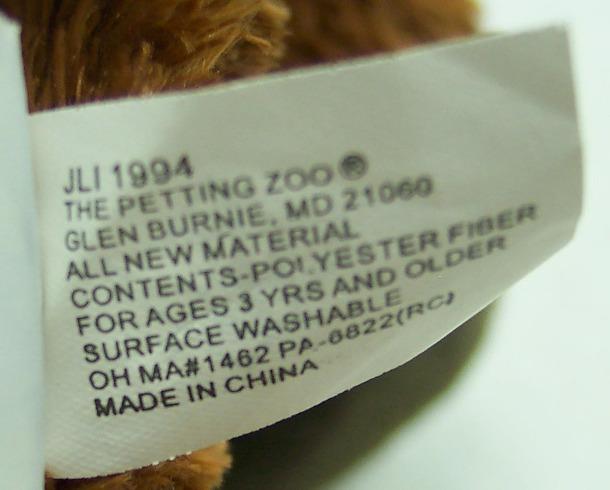 JLI 1994
THE PETTING ZOO®
GLEN BURNIE, MD 21060
ALL NEW MATERIAL
CONTENTS-POLYESTER FIBER
FOR AGES 3 YRS AND OLDER
SURFACE WASHABLE
OH MA#1462 PA-6822(RC)
MADE IN CHINA